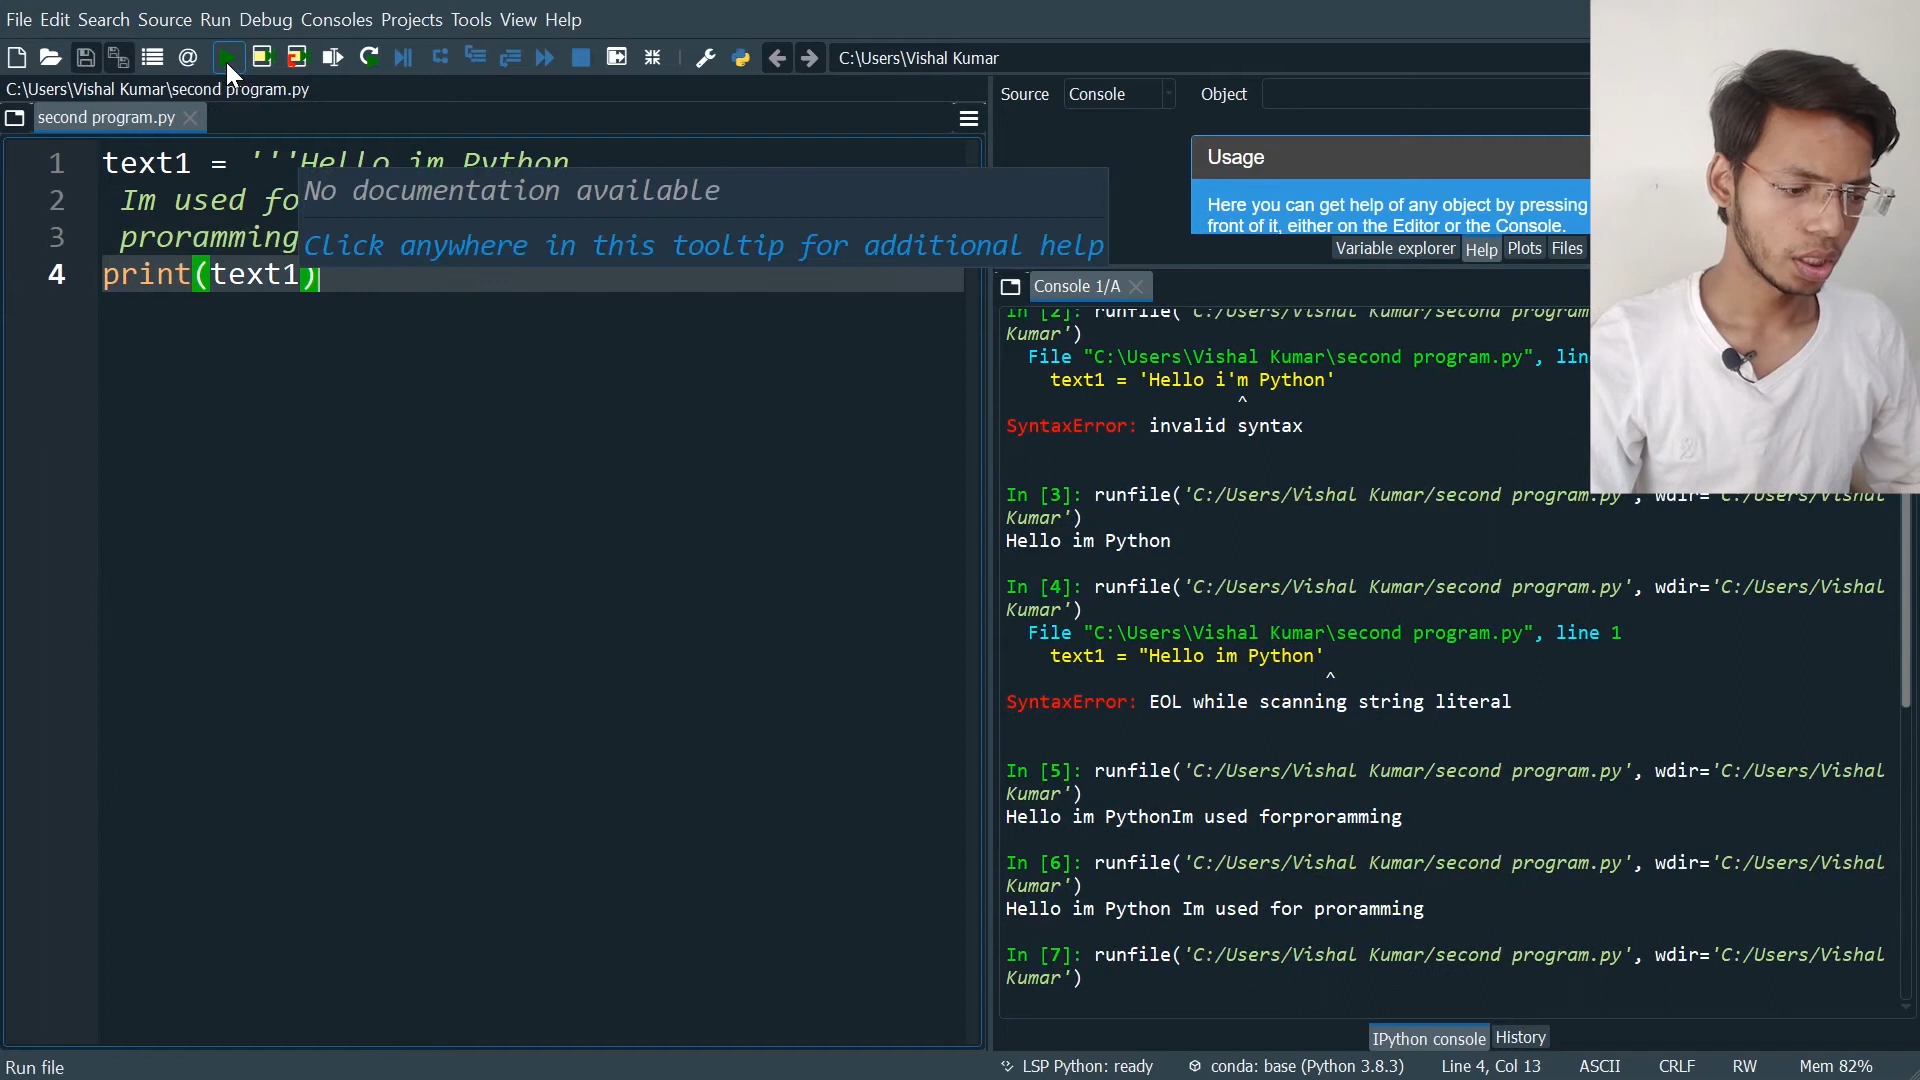 File Edit Search Source Run Debug Consoles Projects Tools View Help
C:\Users\Vishal Kumar
C:\Users\Vishal Kumar\second program.py
second program.py
1 text1 = '''Hello im Python
2 Im used fo
3 proramming
4 print(text1)
No documentation available
Click anywhere in this tooltip for additional help
Source Console Object
Usage
Here you can get help of any object by pressing
front of it, either on the Editor or the Console.
Variable explorer Help Plots Files
Console 1/A
In [2]: runfile('C:/Users/Vishal Kumar/second program
Kumar')
File "C:\Users\Vishal Kumar\second program.py", lin
text1 = 'Hello i'm Python'
^
SyntaxError: invalid syntax
In [3]: runfile('C:/Users/Vishal Kumar/second program.py', wdir='C:/Users/Vishal
Kumar')
Hello im Python
In [4]: runfile('C:/Users/Vishal Kumar/second program.py', wdir='C:/Users/Vishal
Kumar')
File "C:\Users\Vishal Kumar\second program.py", line 1
text1 = "Hello im Python'
^
SyntaxError: EOL while scanning string literal
In [5]: runfile('C:/Users/Vishal Kumar/second program.py', wdir='C:/Users/Vishal
Kumar')
Hello im PythonIm used forproramming
In [6]: runfile('C:/Users/Vishal Kumar/second program.py', wdir='C:/Users/Vishal
Kumar')
Hello im Python Im used for proramming
In [7]: runfile('C:/Users/Vishal Kumar/second program.py', wdir='C:/Users/Vishal
Kumar')
IPython console History
Run file
LSP Python: ready conda: base (Python 3.8.3) Line 4, Col 13 ASCII CRLF RW Mem 82%